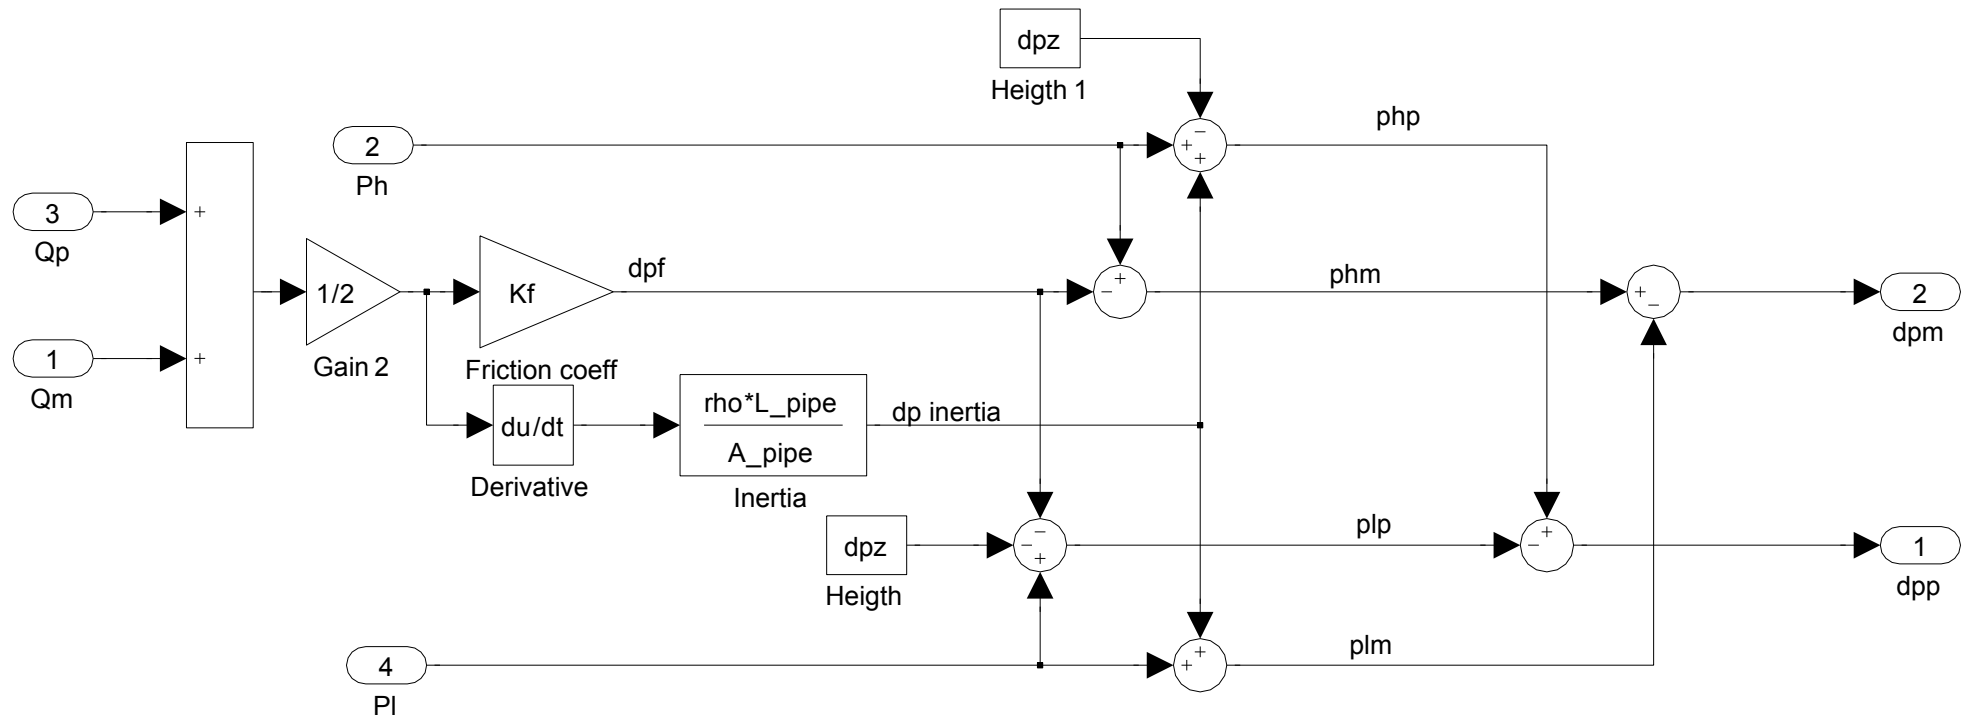 dpz
Heigth 1
php
2
Ph
−
+
+
3
Qp
+
dpf
+
−
phm
+
−
2
dpm
1/2
Gain 2
Kf
Friction coeff
1
Qm
+
du/dt
Derivative
rho*L_pipe
A_pipe
Inertia
dp inertia
dpz
Heigth
−
−
+
plp
+
−
1
dpp
4
Pl
+
+
plm